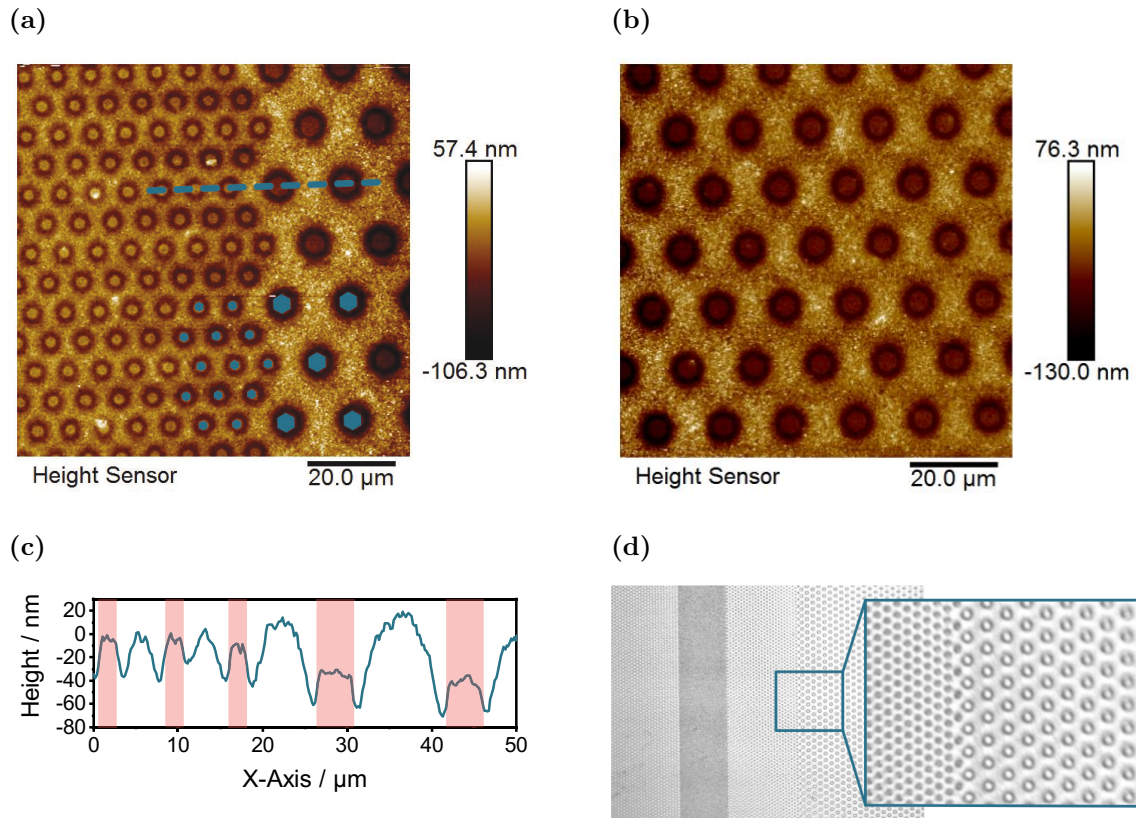 (a)
(b)
57.4 nm
-106.3 nm
Height Sensor
20.0 µm
76.3 nm
-130.0 nm
Height Sensor
20.0 µm
(c)
(d)
Height / nm
20
0
-20
-40
-60
-80
0
10
20
30
40
50
X-Axis / µm